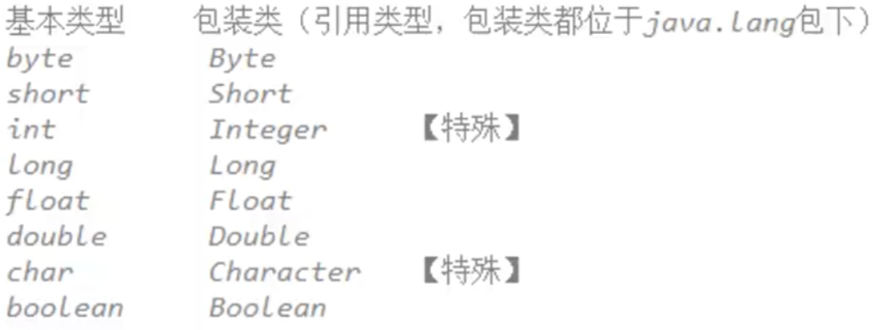 基本类型 包装类（引用类型，包装类都位于java.lang包下）
byte Byte
short Short
int Integer 【特殊】
long Long
float Float
double Double
char Character 【特殊】
boolean Boolean